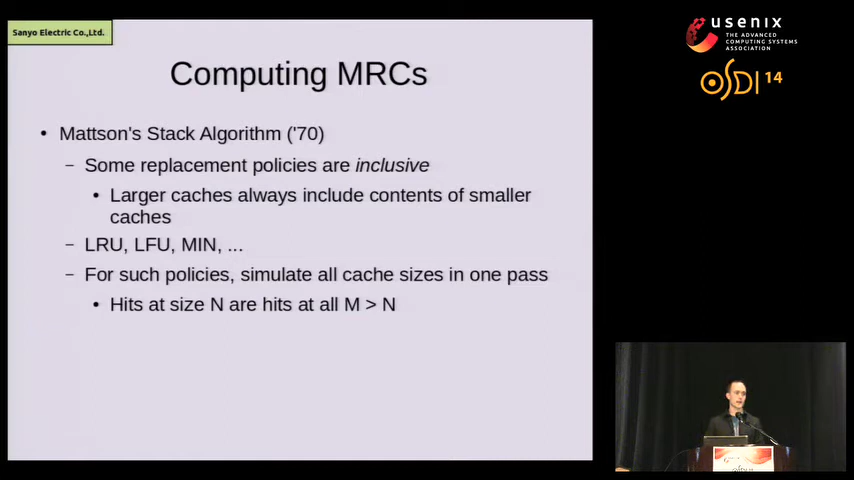 Sanyo Electric Co.,Ltd.
Computing MRCs
• Mattson's Stack Algorithm ('70)
– Some replacement policies are inclusive
• Larger caches always include contents of smaller
caches
– LRU, LFU, MIN, ...
– For such policies, simulate all cache sizes in one pass
• Hits at size N are hits at all M > N
usenix
THE ADVANCED
COMPUTING SYSTEMS
ASSOCIATION
OSDI 14